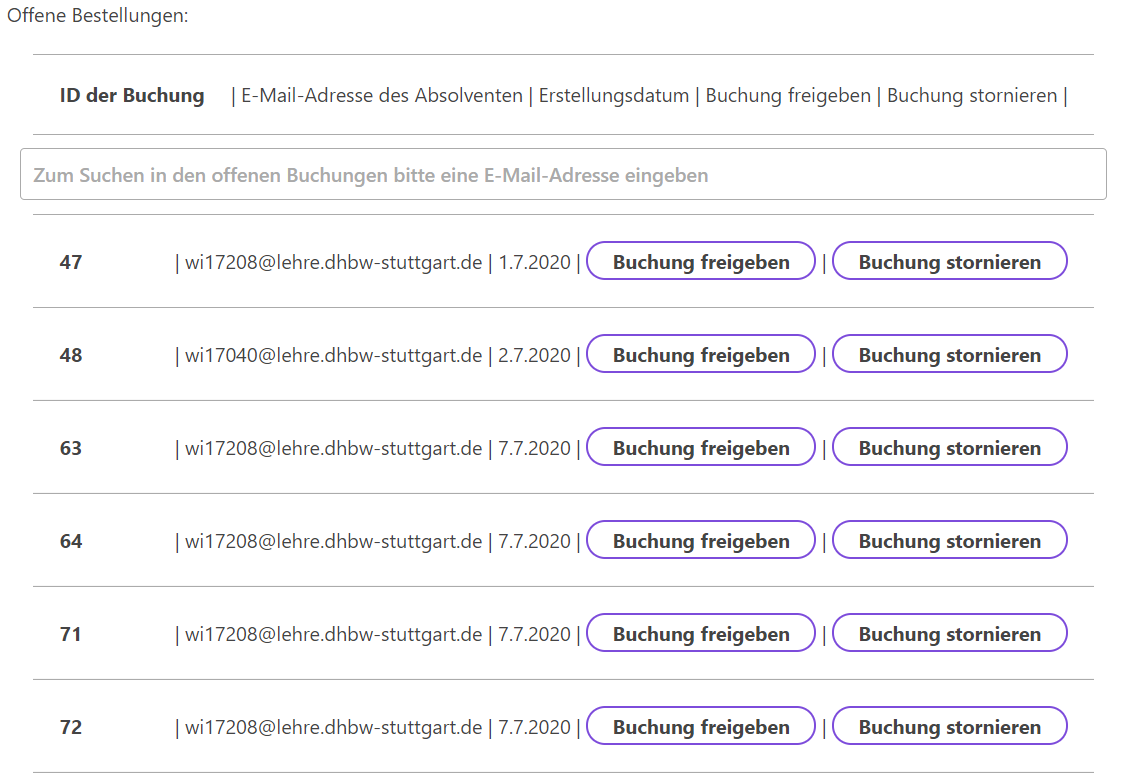 Offene Bestellungen:
ID der Buchung | E-Mail-Adresse des Absolventen | Erstellungsdatum | Buchung freigeben | Buchung stornieren |
Zum Suchen in den offenen Buchungen bitte eine E-Mail-Adresse eingeben
47 | wi17208@lehre.dhbw-stuttgart.de | 1.7.2020 | Buchung freigeben | Buchung stornieren
48 | wi17040@lehre.dhbw-stuttgart.de | 2.7.2020 | Buchung freigeben | Buchung stornieren
63 | wi17208@lehre.dhbw-stuttgart.de | 7.7.2020 | Buchung freigeben | Buchung stornieren
64 | wi17208@lehre.dhbw-stuttgart.de | 7.7.2020 | Buchung freigeben | Buchung stornieren
71 | wi17208@lehre.dhbw-stuttgart.de | 7.7.2020 | Buchung freigeben | Buchung stornieren
72 | wi17208@lehre.dhbw-stuttgart.de | 7.7.2020 | Buchung freigeben | Buchung stornieren